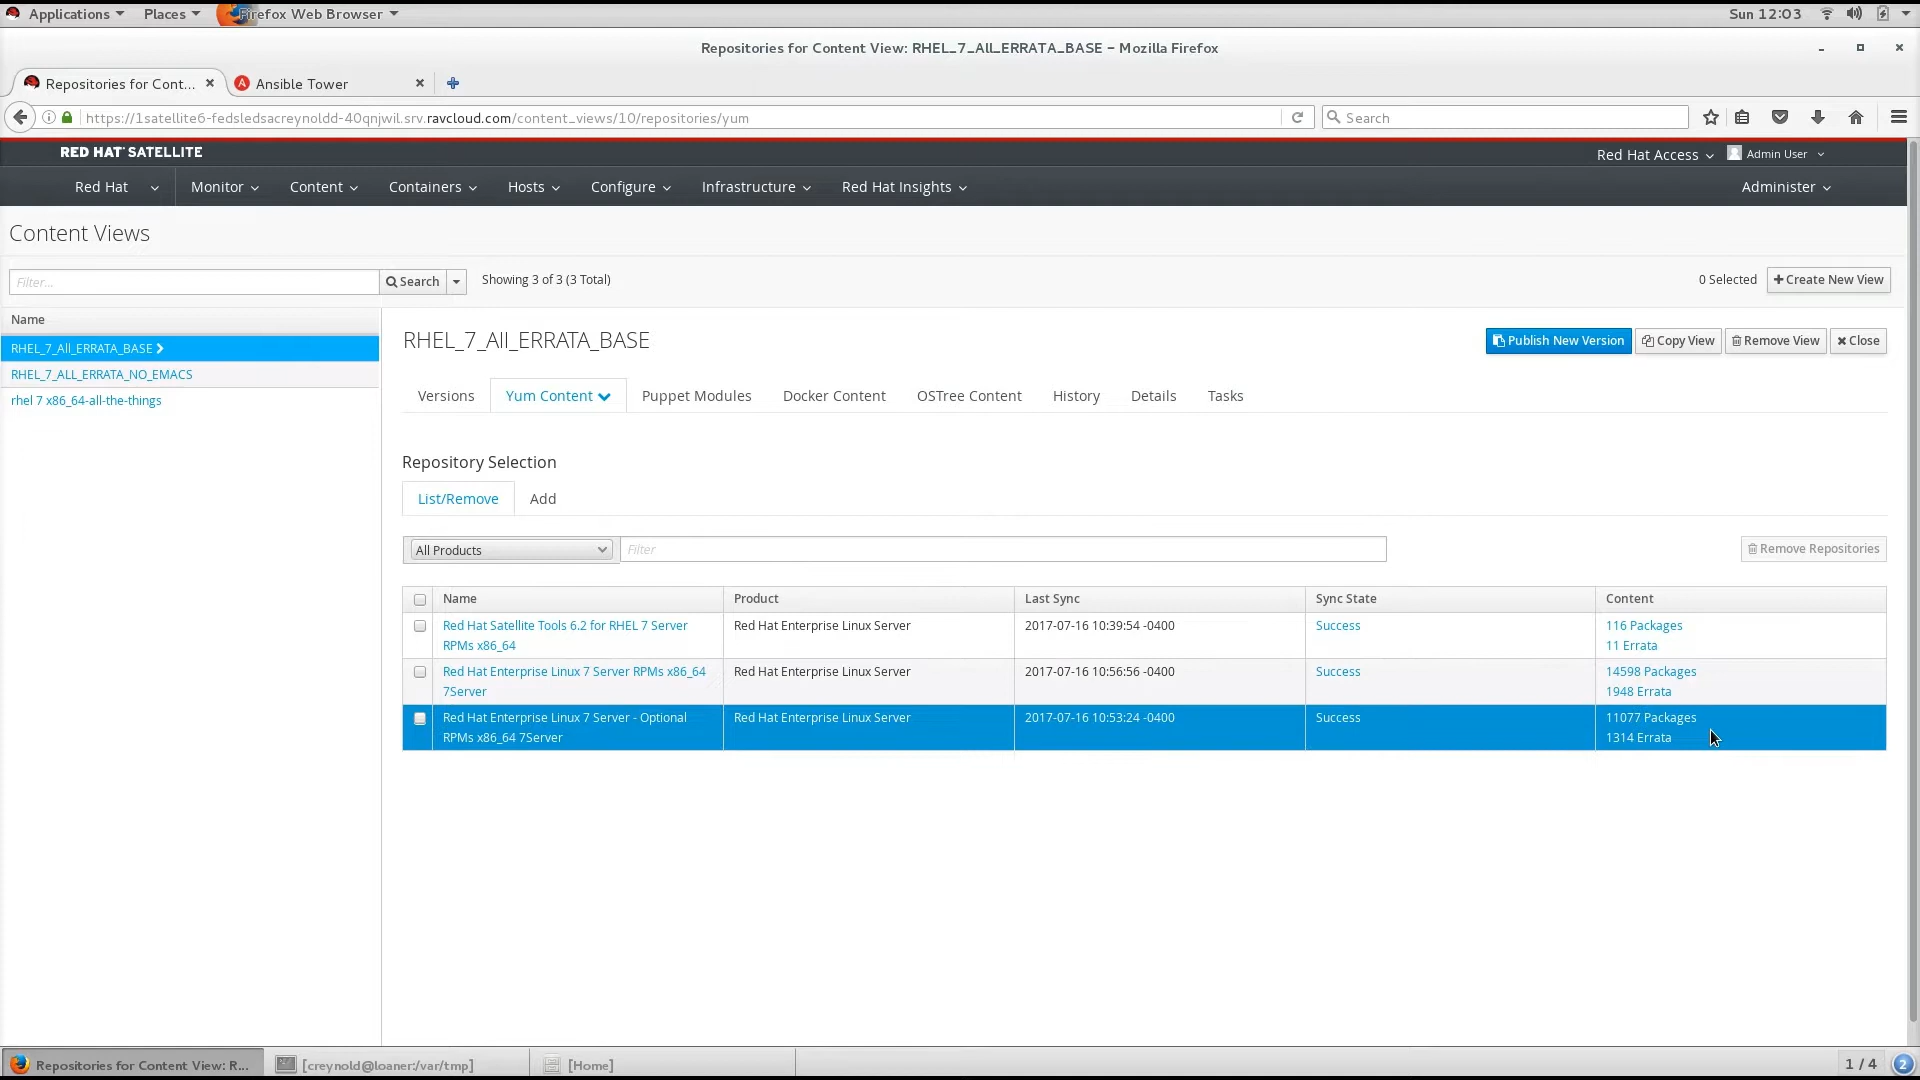 Applications Places Firefox Web Browser Sun 12:03
Repositories for Content View: RHEL_7_All_ERRATA_BASE - Mozilla Firefox
Repositories for Cont... Ansible Tower
https://1satellite6-fedsledsacreynoldd-40qnjwil.srv.ravcloud.com/content_views/10/repositories/yum Search
RED HAT SATELLITE Red Hat Access Admin User
Red Hat Monitor Content Containers Hosts Configure Infrastructure Red Hat Insights Administer
Content Views
Filter... Search Showing 3 of 3 (3 Total) 0 Selected Create New View
Name
RHEL_7_All_ERRATA_BASE
RHEL_7_ALL_ERRATA_NO_EMACS
rhel 7 x86_64-all-the-things
RHEL_7_All_ERRATA_BASE Publish New Version Copy View Remove View Close
Versions Yum Content Puppet Modules Docker Content OSTree Content History Details Tasks
Repository Selection
List/Remove Add
All Products Filter Remove Repositories
Name Product Last Sync Sync State Content
Red Hat Satellite Tools 6.2 for RHEL 7 Server Red Hat Enterprise Linux Server 2017-07-16 10:39:54 -0400 Success 116 Packages
RPMs x86_64 11 Errata
Red Hat Enterprise Linux 7 Server RPMs x86_64 Red Hat Enterprise Linux Server 2017-07-16 10:56:56 -0400 Success 14598 Packages
7Server 1948 Errata
Red Hat Enterprise Linux 7 Server - Optional Red Hat Enterprise Linux Server 2017-07-16 10:53:24 -0400 Success 11077 Packages
RPMs x86_64 7Server 1314 Errata
Repositories for Content View: R... [creynold@loaner:/var/tmp] [Home] 1 / 4 2